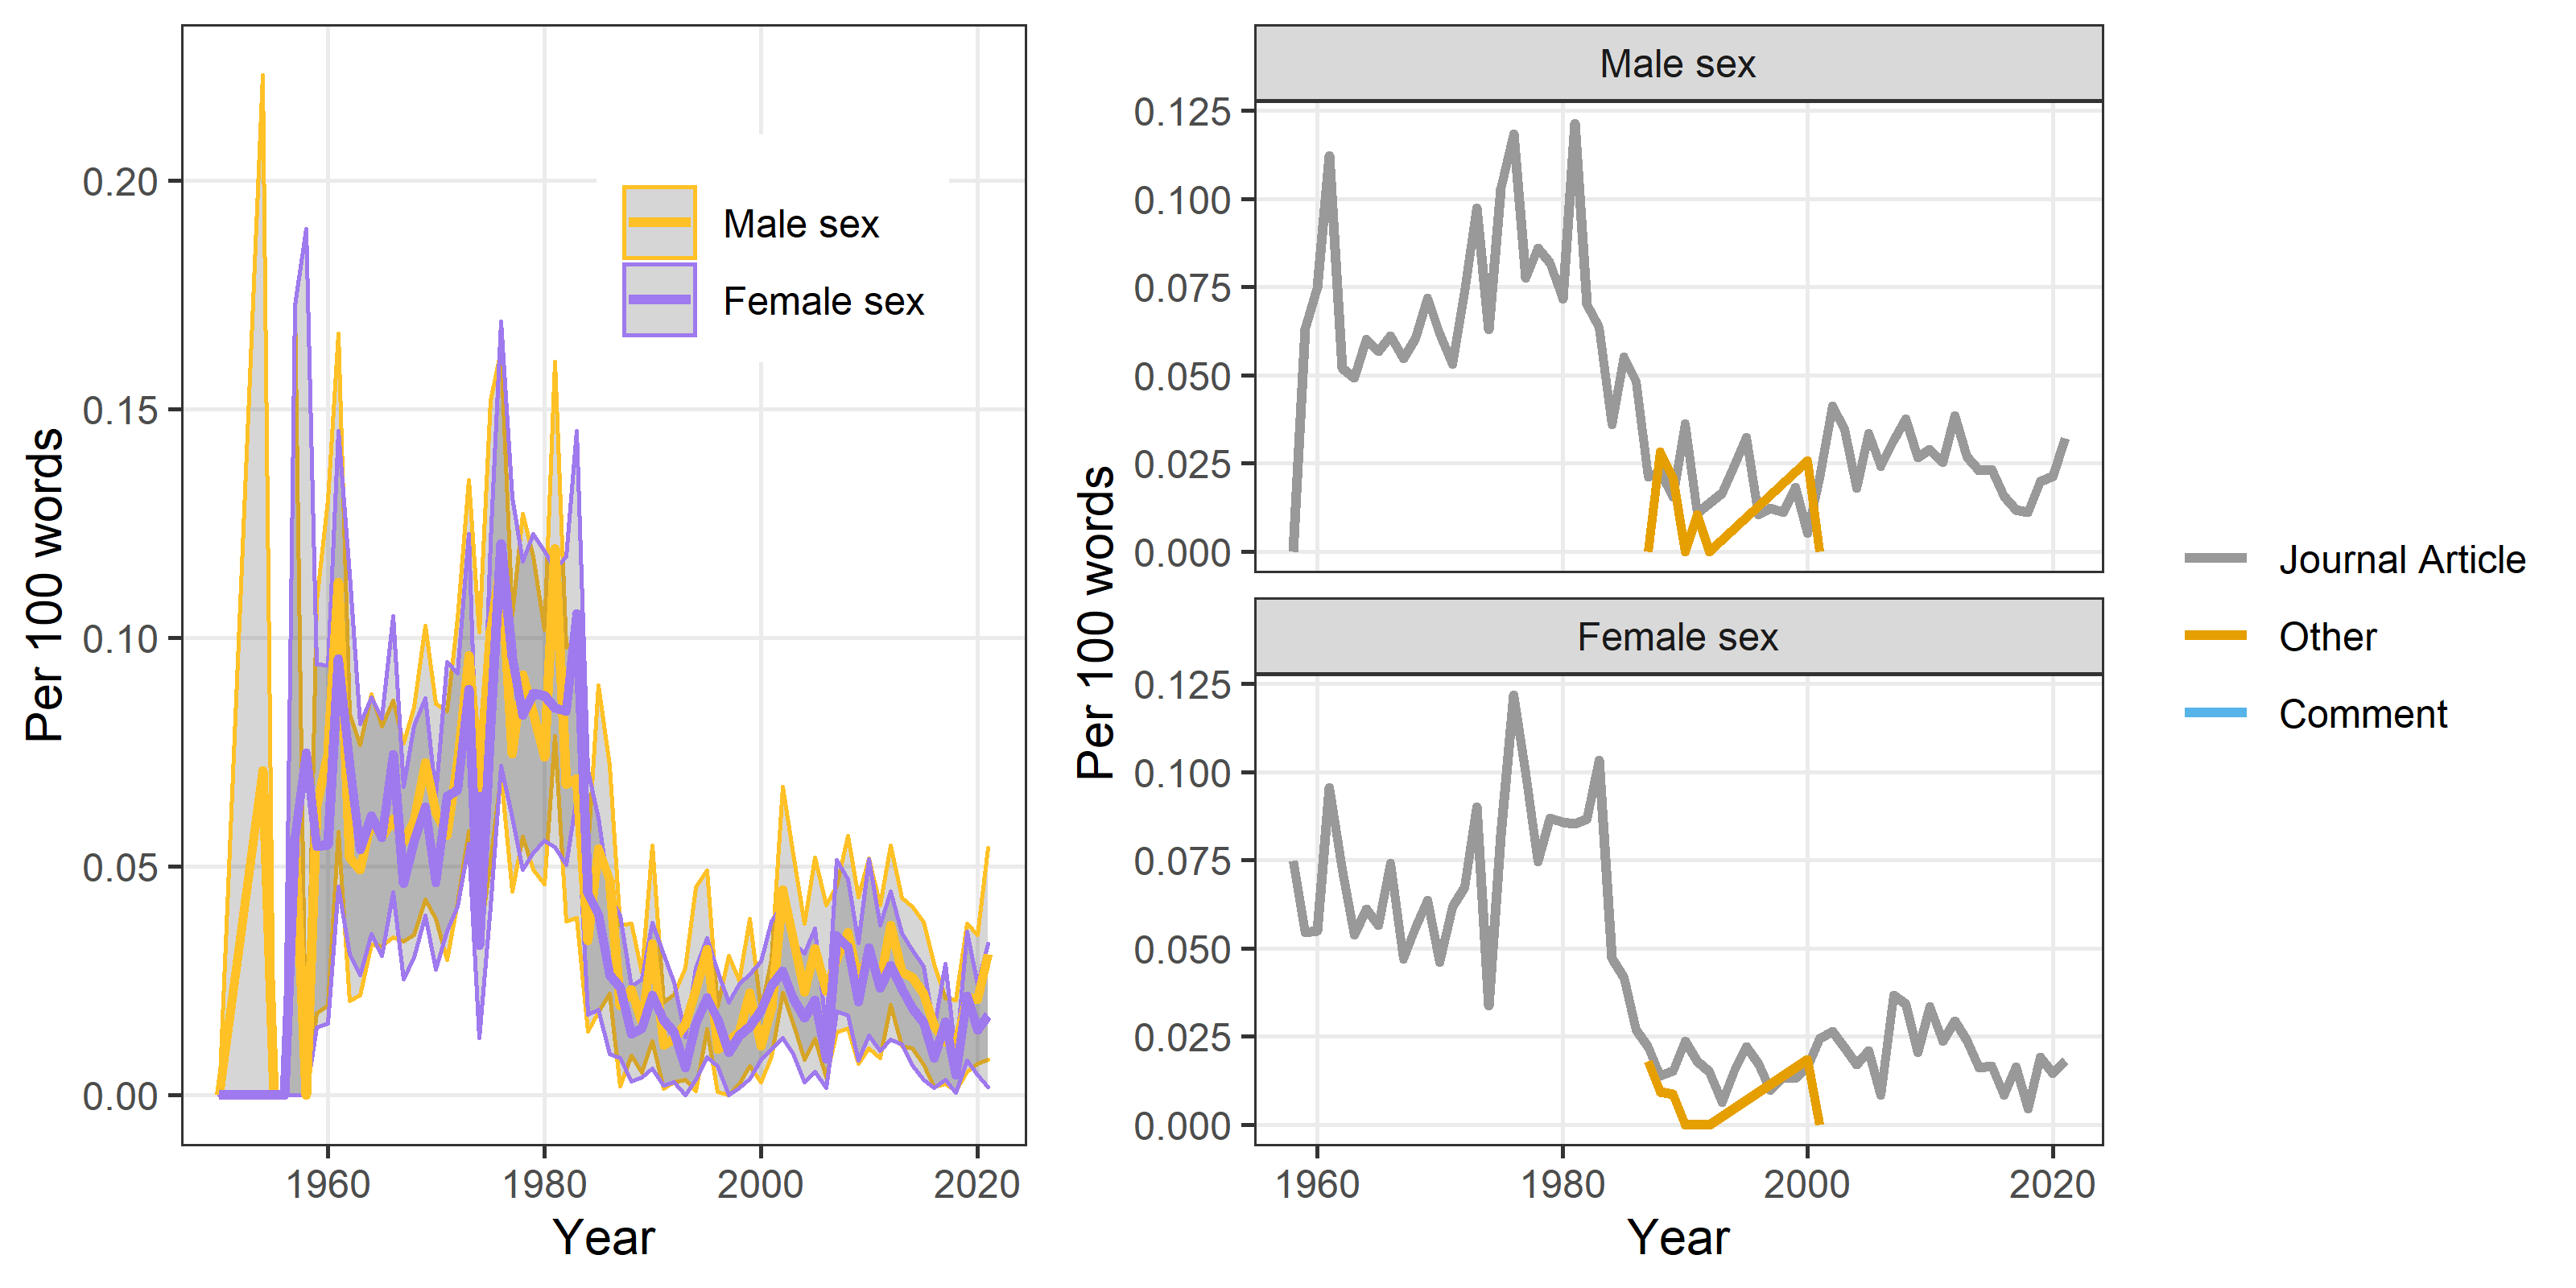 Per 100 words
0.20
0.15
0.10
0.05
0.00
1960 1980 2000 2020
Year
Male sex
Female sex
Male sex
Per 100 words
0.125
0.100
0.075
0.050
0.025
0.000
Female sex
0.125
0.100
0.075
0.050
0.025
0.000
1960 1980 2000 2020
Year
Journal Article
Other
Comment